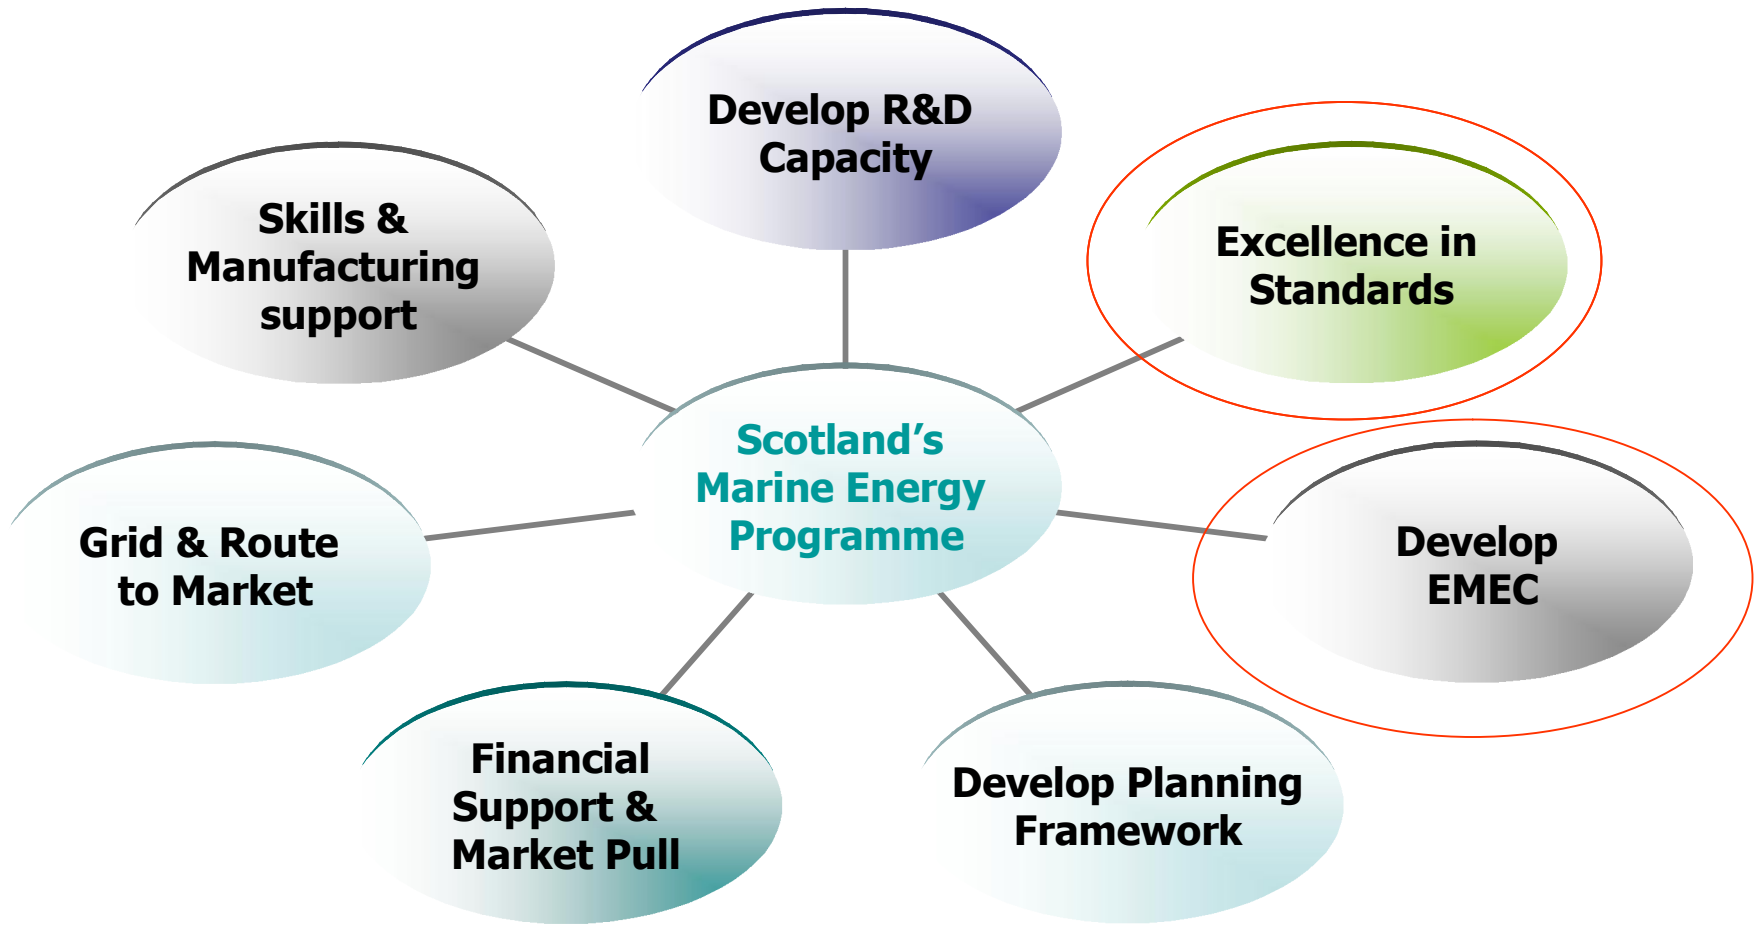 Develop R&D
Capacity
Skills &
Manufacturing
support
Excellence in
Standards
Scotland’s
Marine Energy
Programme
Grid & Route
to Market
Develop
EMEC
Financial
Support &
Market Pull
Develop Planning
Framework